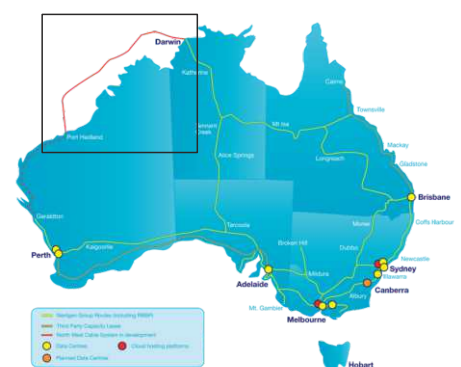 Darwin
Katherine
Cairns
Townsville
Tennant Creek
Mt Isa
Port Hedland
Mackay
Longreach
Gladstone
Alice Springs
Brisbane
Geraldton
Coffs Harbour
Tarcoola
Moree
Broken Hill
Kalgoorlie
Dubbo
Perth
Newcastle
Sydney
Illawarra
Mildura
Adelaide
Canberra
Albury
Mt. Gambier
Melbourne
Nextgen Group Routes (including RBBP)
Third Party Capacity Lease
North West Cable System in development
Data Centres
Cloud hosting platforms
Planned Data Centres
Hobart